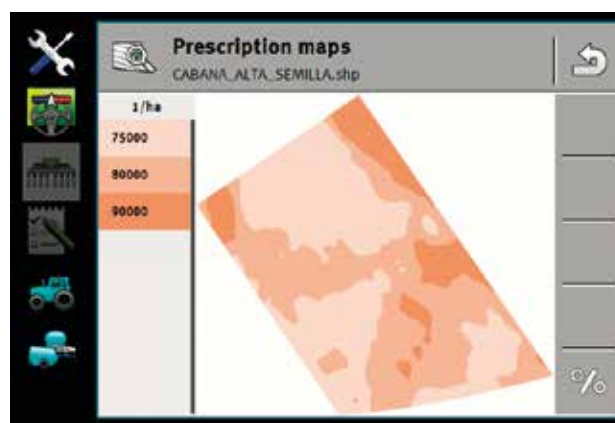 Prescription maps
CABANA_ALTA_SEMILLA.shp
1/ha
75000
80000
90000
%